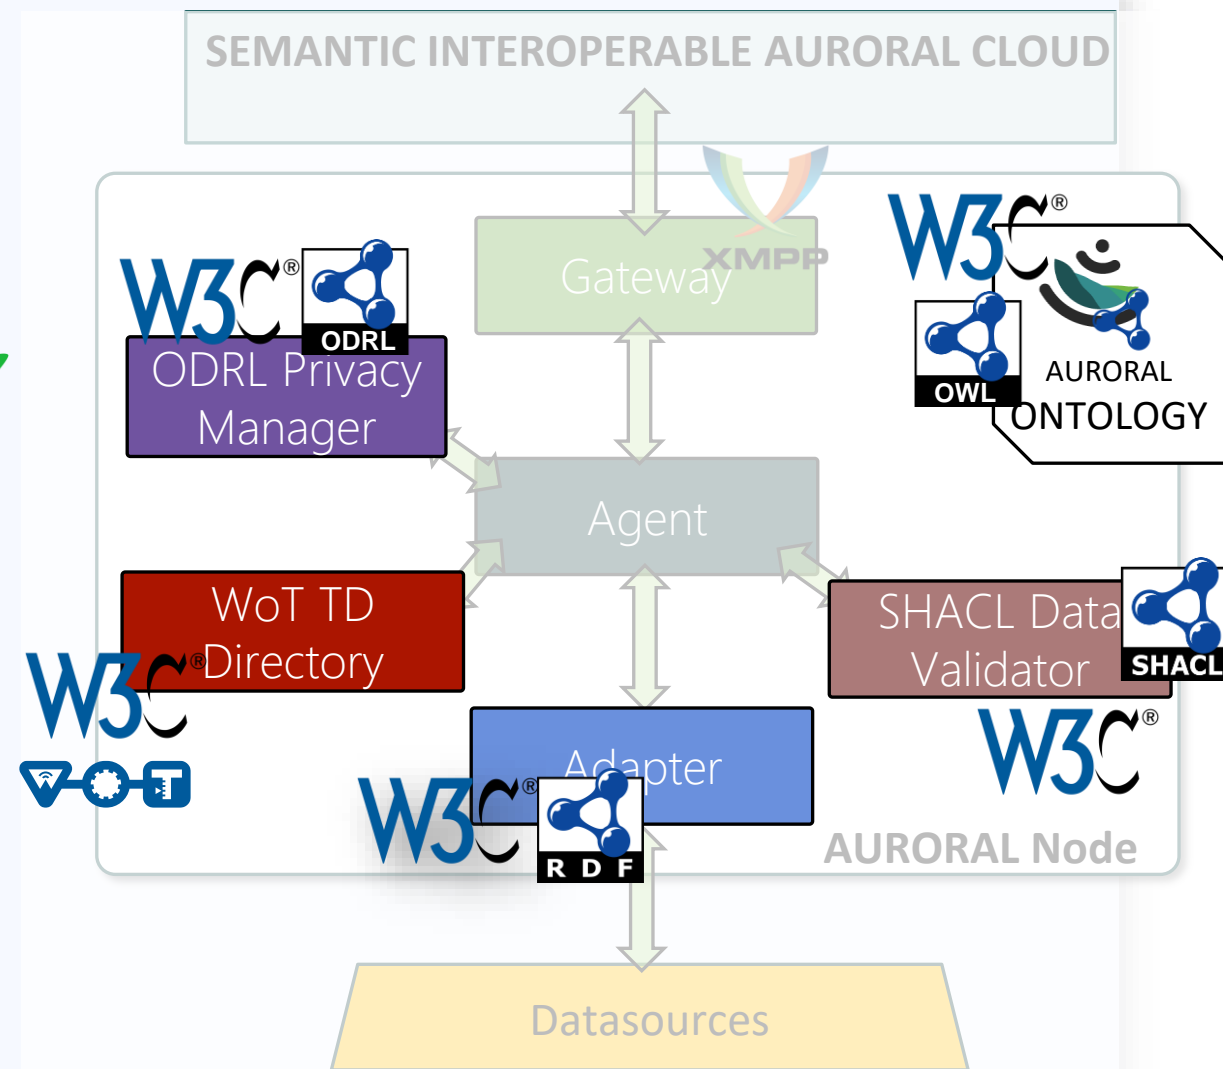 SEMANTIC INTEROPERABLE AURORAL CLOUD
XMPP
Gateway
W3C®
ODRL
ODRL Privacy
Manager
W3C®
OWL
AURORAL
ONTOLOGY
Agent
WoT TD
Directory
W3C®
SHACL Data
Validator
SHACL
W3C®
Adapter
W3C®
RDF
AURORAL Node
Datasources